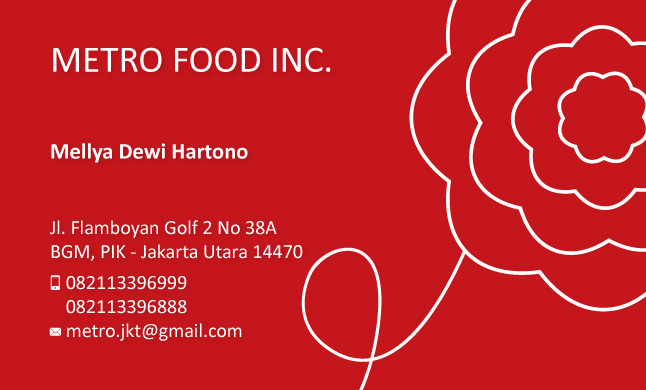 METRO FOOD INC.
Mellya Dewi Hartono
Jl. Flamboyan Golf 2 No 38A
BGM, PIK - Jakarta Utara 14470
082113396999
082113396888
metro.jkt@gmail.com